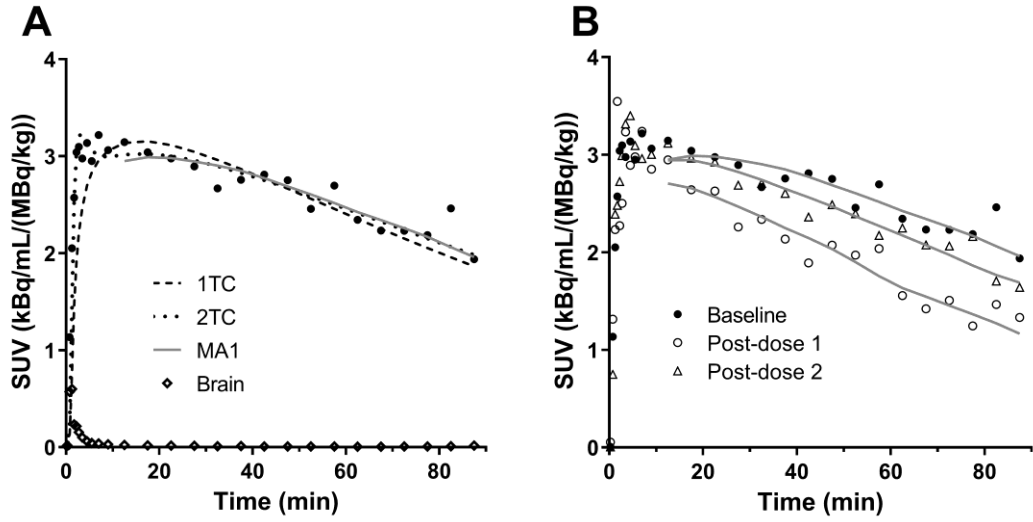 A
SUV (kBq/mL/(MBq/kg))
4
3
2
1
0
1TC
2TC
MA1
Brain
0
20
40
60
80
Time (min)
B
SUV (kBq/mL/(MBq/kg))
4
3
2
1
0
Baseline
Post-dose 1
Post-dose 2
0
20
40
60
80
Time (min)